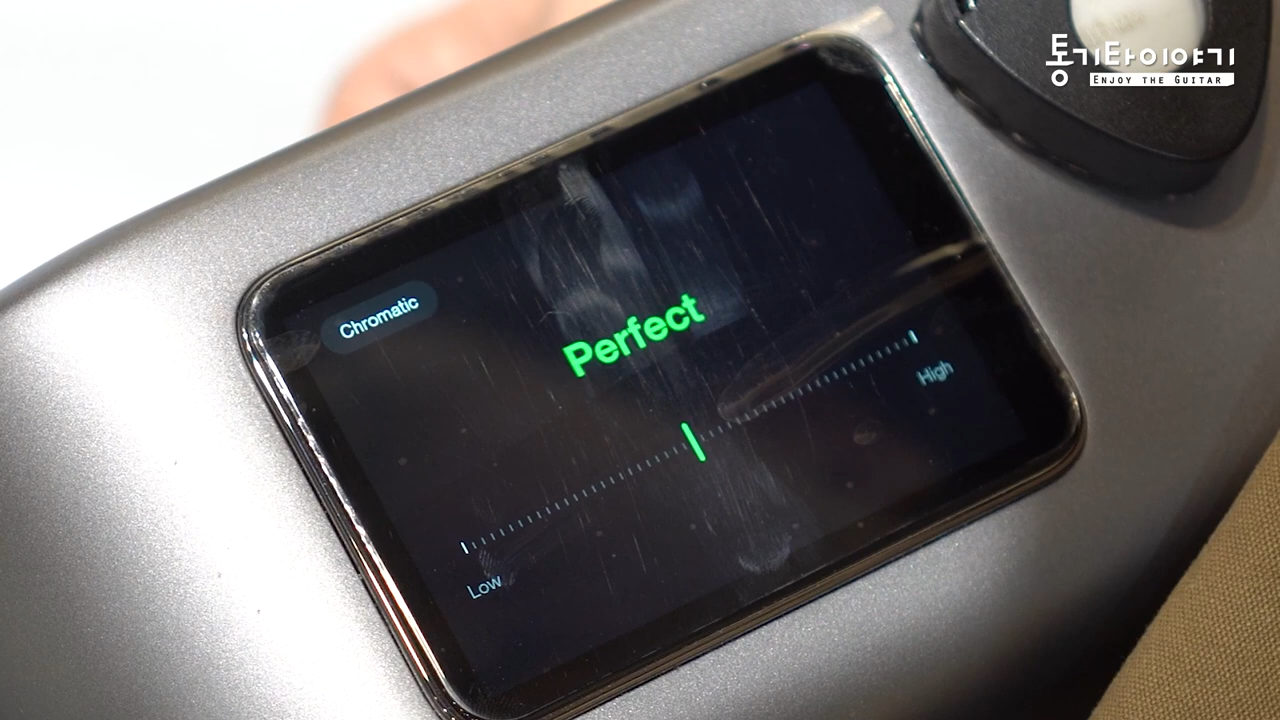 통기타이야기
ENJOY THE GUITAR
Chromatic
Perfect
High
Low